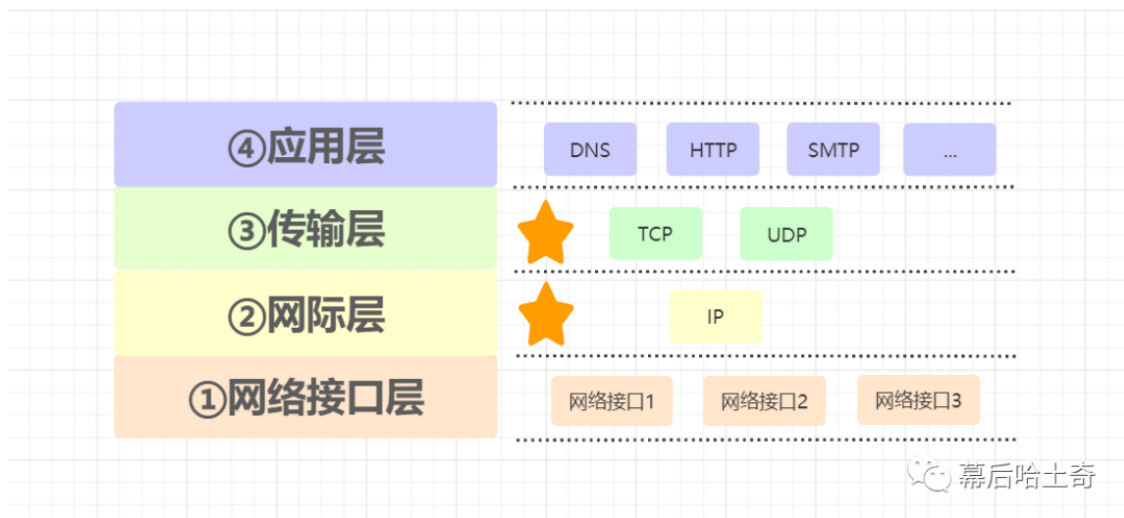 ④应用层
DNS HTTP SMTP ...
③传输层
TCP UDP
②网际层
IP
①网络接口层
网络接口1 网络接口2 网络接口3
幕后哈土奇